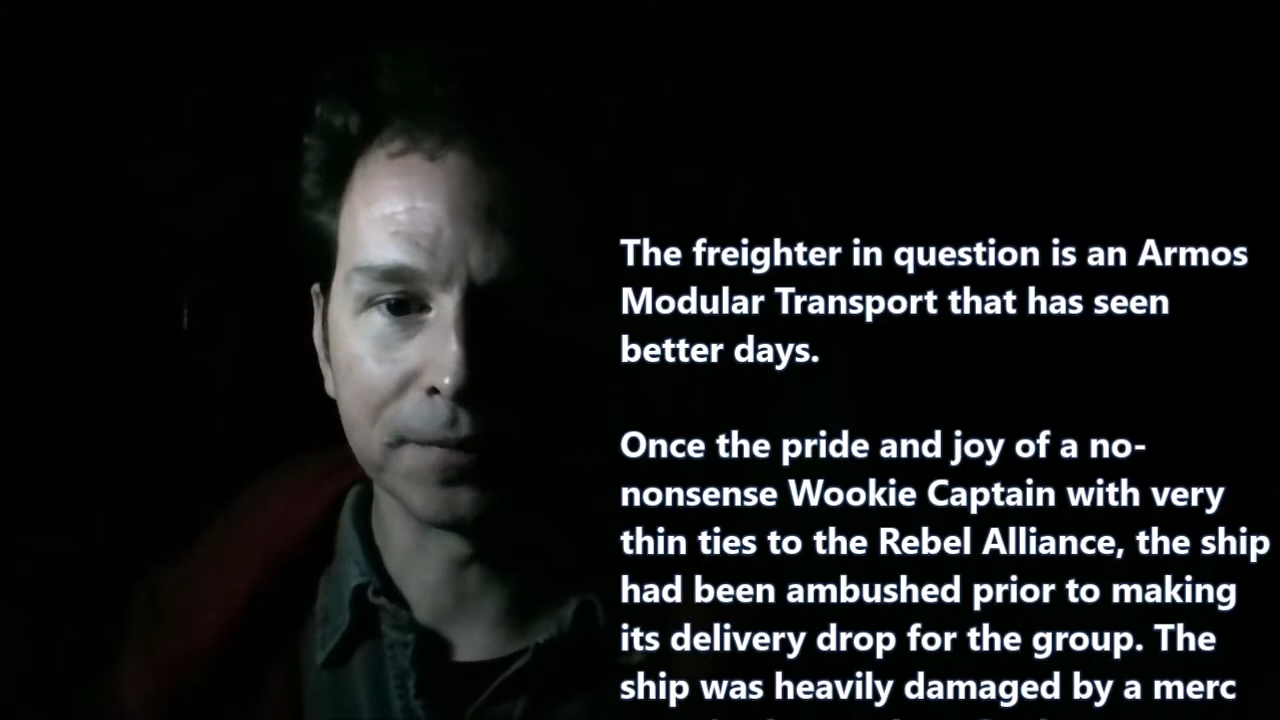 The freighter in question is an Armos
Modular Transport that has seen
better days.
Once the pride and joy of a no-
nonsense Wookie Captain with very
thin ties to the Rebel Alliance, the ship
had been ambushed prior to making
its delivery drop for the group. The
ship was heavily damaged by a merc